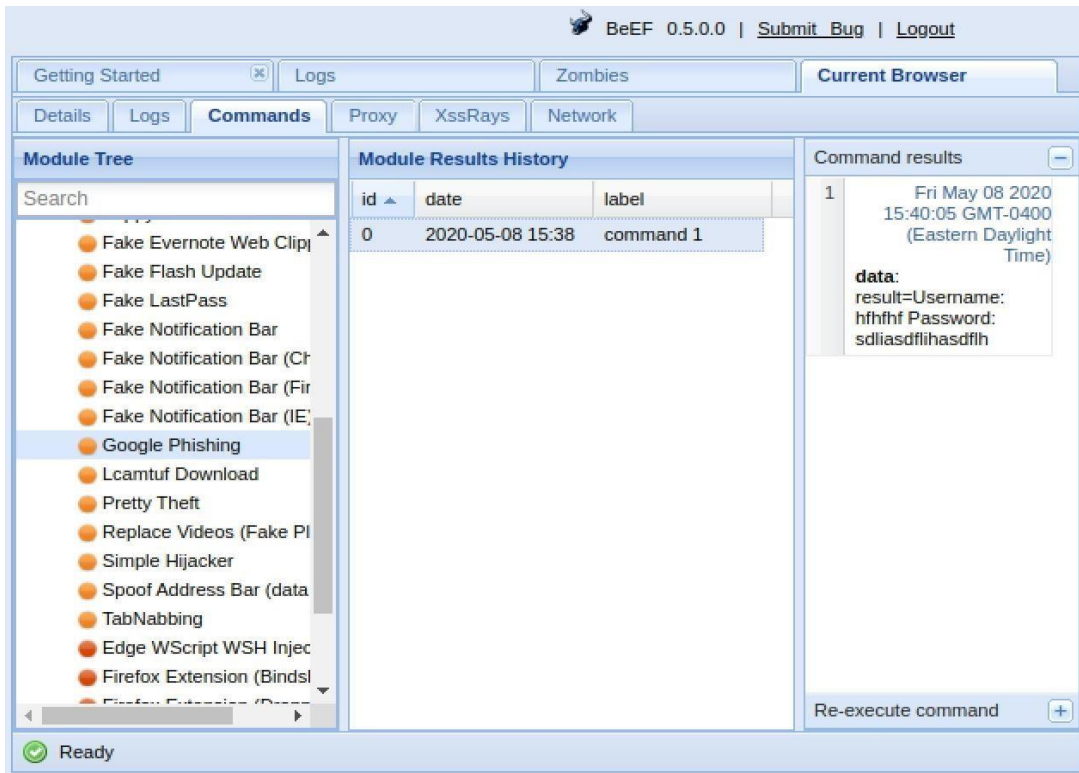 BeEF 0.5.0.0 | Submit Bug | Logout
Getting Started
Logs
Zombies
Current Browser
Details
Logs
Commands
Proxy
XssRays
Network
Module Tree
Search
Fake Evernote Web Clipp
Fake Flash Update
Fake LastPass
Fake Notification Bar
Fake Notification Bar (Ch
Fake Notification Bar (Fir
Fake Notification Bar (IE)
Google Phishing
Lcamtuf Download
Pretty Theft
Replace Videos (Fake Pl
Simple Hijacker
Spoof Address Bar (data
TabNabbing
Edge WScript WSH Injec
Firefox Extension (Bindsl
Module Results History
id date label
0 2020-05-08 15:38 command 1
Command results
1 Fri May 08 2020
15:40:05 GMT-0400
(Eastern Daylight
Time)
data:
result=Username:
hfhfhf Password:
sdliasdflihasdflh
Re-execute command
Ready